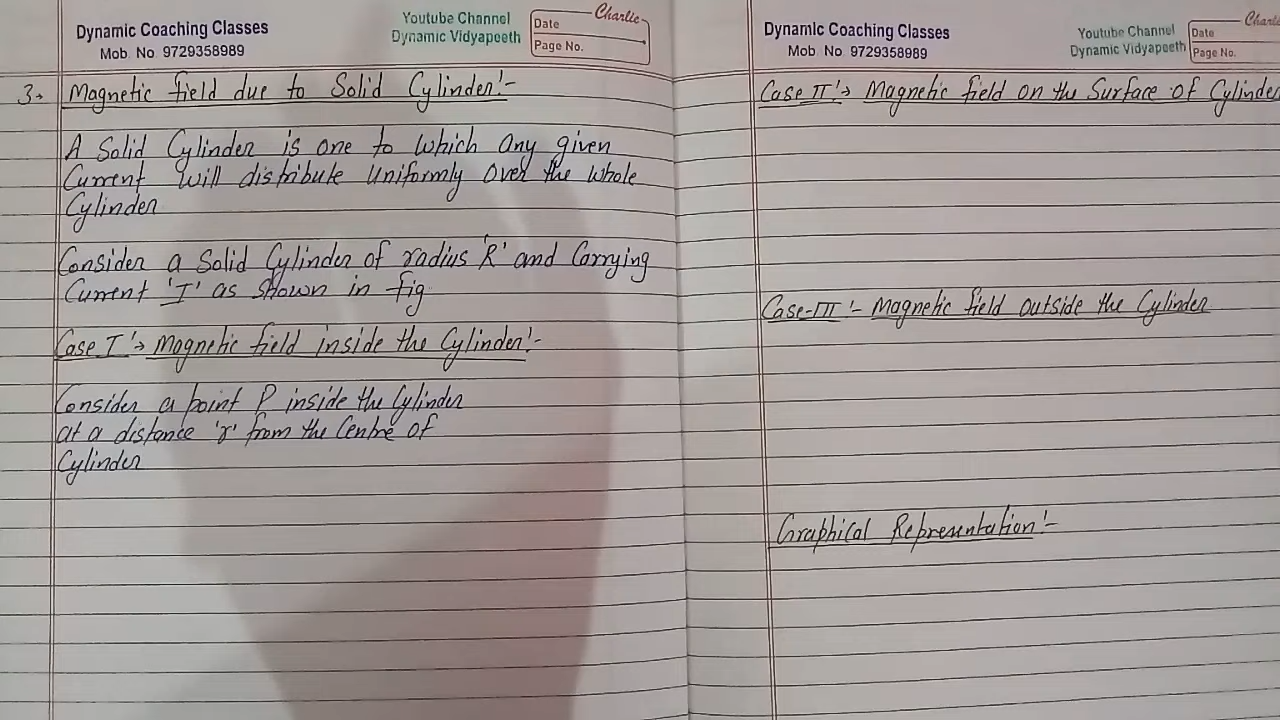 Dynamic Coaching Classes
Mob. No 9729358989
Youtube Channel
Dynamic Vidyapeeth
Charlie
Date
Page No.
3. Magnetic field due to Solid Cylinder:-
A Solid Cylinder is one to which any given
Current will distribute Uniformly over the whole
Cylinder
Consider a Solid Cylinder of radius 'R' and Carrying
Current 'I' as shown in fig.
Case I :→ Magnetic field inside the Cylinder:-
Consider a point P inside the Cylinder
at a distance 'r' from the Centre of
Cylinder
Dynamic Coaching Classes
Mob. No 9729358989
Youtube Channel
Dynamic Vidyapeeth
Date
Page No.
Case II :→ Magnetic field on the Surface of Cylinder
Case-III :- Magnetic field outside the Cylinder
Graphical Representation:-